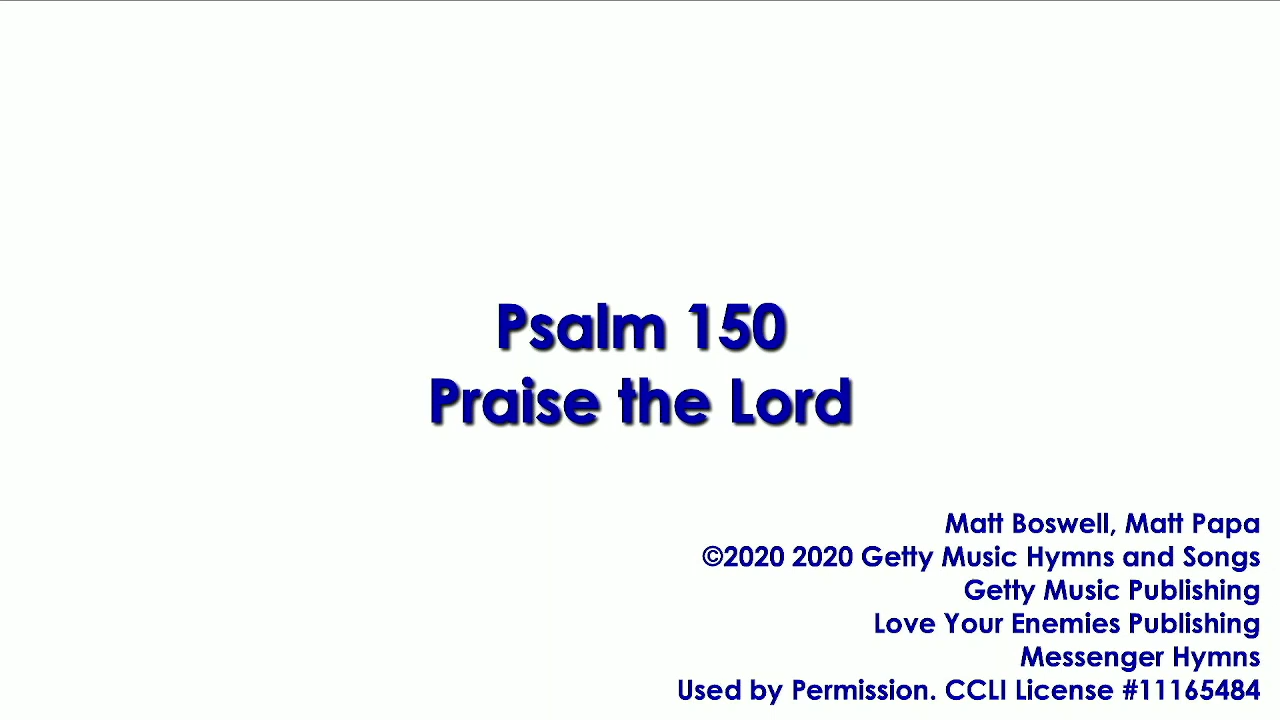 Psalm 150
Praise the Lord
Matt Boswell, Matt Papa
©2020 2020 Getty Music Hymns and Songs
Getty Music Publishing
Love Your Enemies Publishing
Messenger Hymns
Used by Permission. CCLI License #11165484